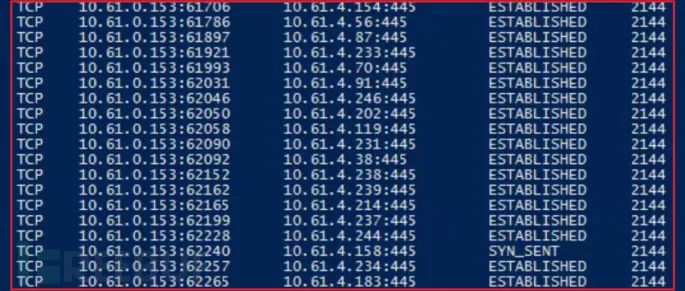 TCP 10.61.0.153:61706 10.61.4.154:445 ESTABLISHED 2144
TCP 10.61.0.153:61786 10.61.4.56:445 ESTABLISHED 2144
TCP 10.61.0.153:61897 10.61.4.87:445 ESTABLISHED 2144
TCP 10.61.0.153:61921 10.61.4.233:445 ESTABLISHED 2144
TCP 10.61.0.153:61993 10.61.4.70:445 ESTABLISHED 2144
TCP 10.61.0.153:62031 10.61.4.91:445 ESTABLISHED 2144
TCP 10.61.0.153:62046 10.61.4.246:445 ESTABLISHED 2144
TCP 10.61.0.153:62050 10.61.4.202:445 ESTABLISHED 2144
TCP 10.61.0.153:62058 10.61.4.119:445 ESTABLISHED 2144
TCP 10.61.0.153:62090 10.61.4.231:445 ESTABLISHED 2144
TCP 10.61.0.153:62092 10.61.4.38:445 ESTABLISHED 2144
TCP 10.61.0.153:62152 10.61.4.238:445 ESTABLISHED 2144
TCP 10.61.0.153:62162 10.61.4.239:445 ESTABLISHED 2144
TCP 10.61.0.153:62165 10.61.4.214:445 ESTABLISHED 2144
TCP 10.61.0.153:62199 10.61.4.237:445 ESTABLISHED 2144
TCP 10.61.0.153:62228 10.61.4.244:445 ESTABLISHED 2144
TCP 10.61.0.153:62240 10.61.4.158:445 SYN_SENT 2144
TCP 10.61.0.153:62257 10.61.4.234:445 ESTABLISHED 2144
TCP 10.61.0.153:62265 10.61.4.183:445 ESTABLISHED 2144